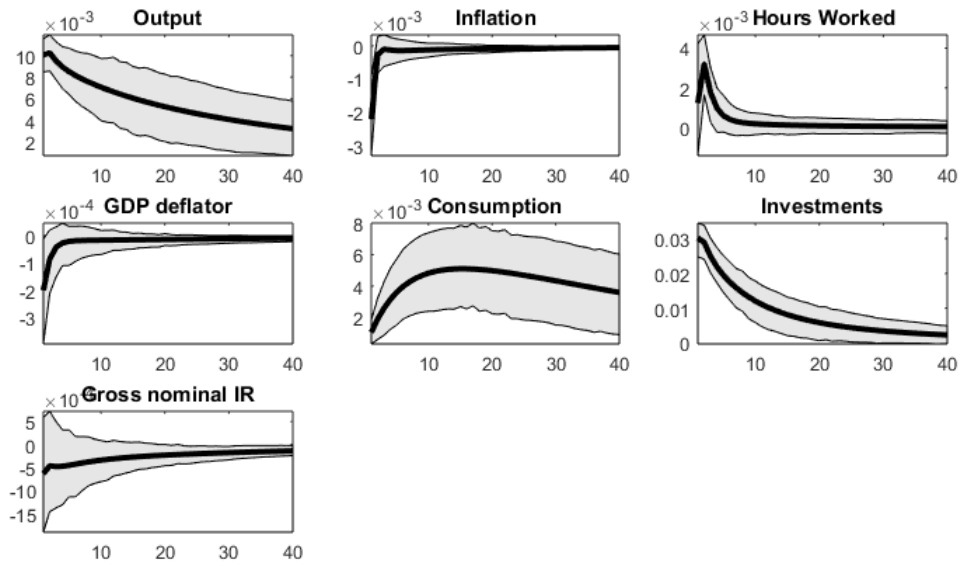 ×10⁻³ Output
10
8
6
4
2
10 20 30 40
×10⁻³ Inflation
0
-1
-2
-3
10 20 30 40
×10⁻³ Hours Worked
4
2
0
10 20 30 40
×10⁻⁴ GDP deflator
0
-1
-2
-3
10 20 30 40
×10⁻³ Consumption
8
6
4
2
10 20 30 40
Investments
0.03
0.02
0.01
0
10 20 30 40
×10 Gross nominal IR
5
0
-5
-10
-15
10 20 30 40